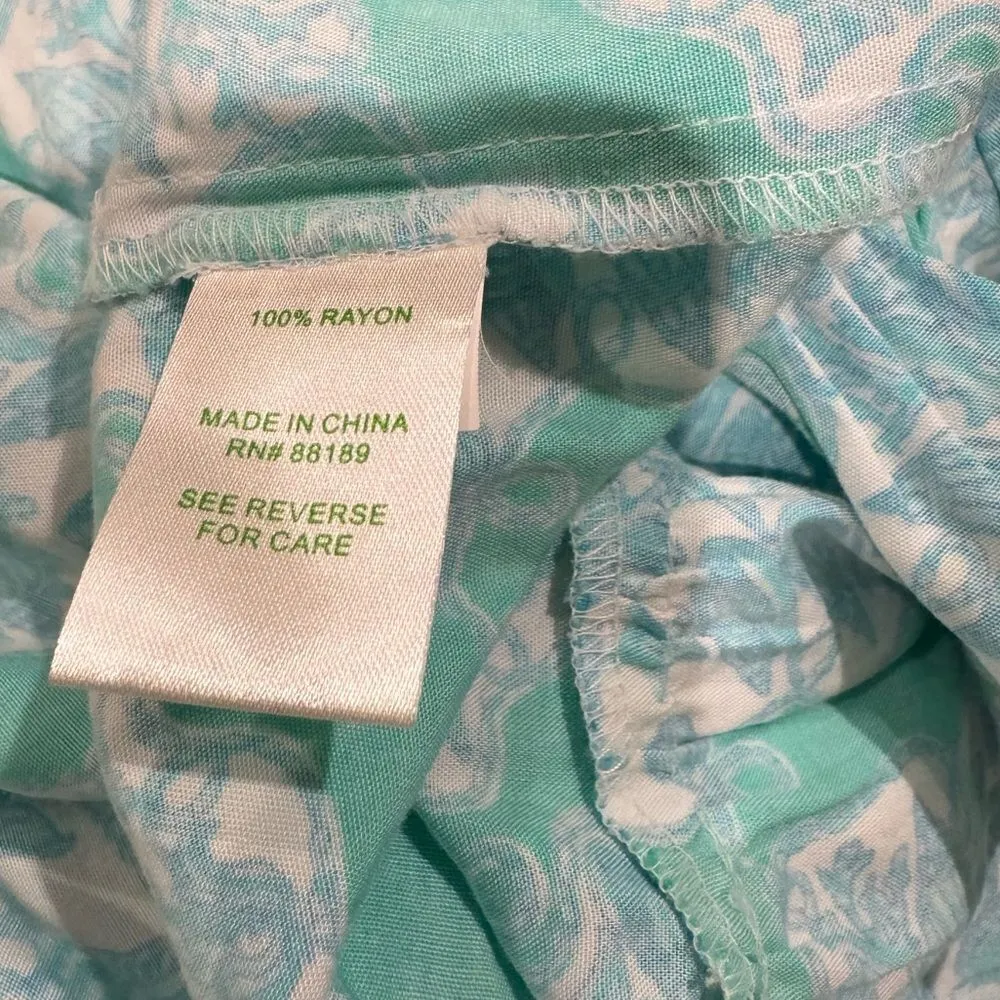 100% RAYON
MADE IN CHINA
RN# 88189
SEE REVERSE
FOR CARE